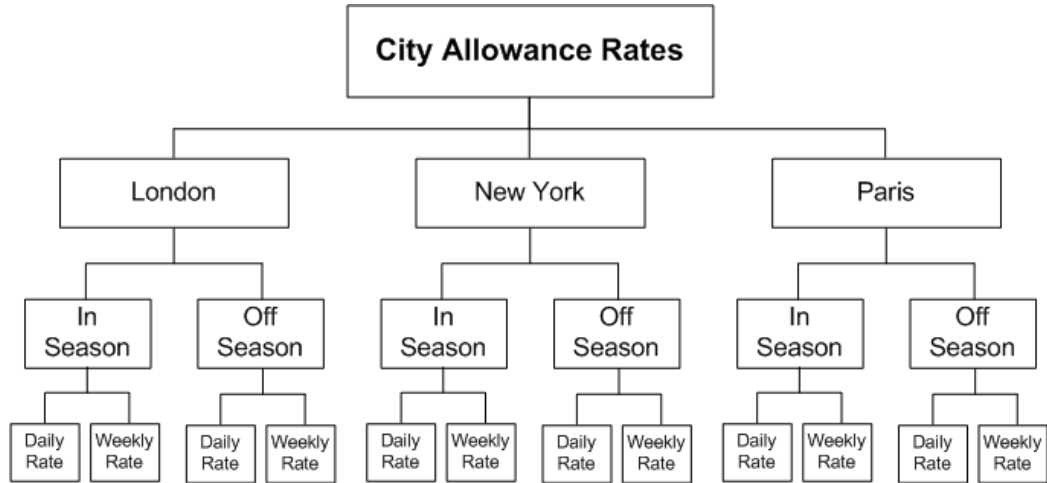 City Allowance Rates
London
New York
Paris
In
Season
Off
Season
In
Season
Off
Season
In
Season
Off
Season
Daily
Rate
Weekly
Rate
Daily
Rate
Weekly
Rate
Daily
Rate
Weekly
Rate
Daily
Rate
Weekly
Rate
Daily
Rate
Weekly
Rate
Daily
Rate
Weekly
Rate